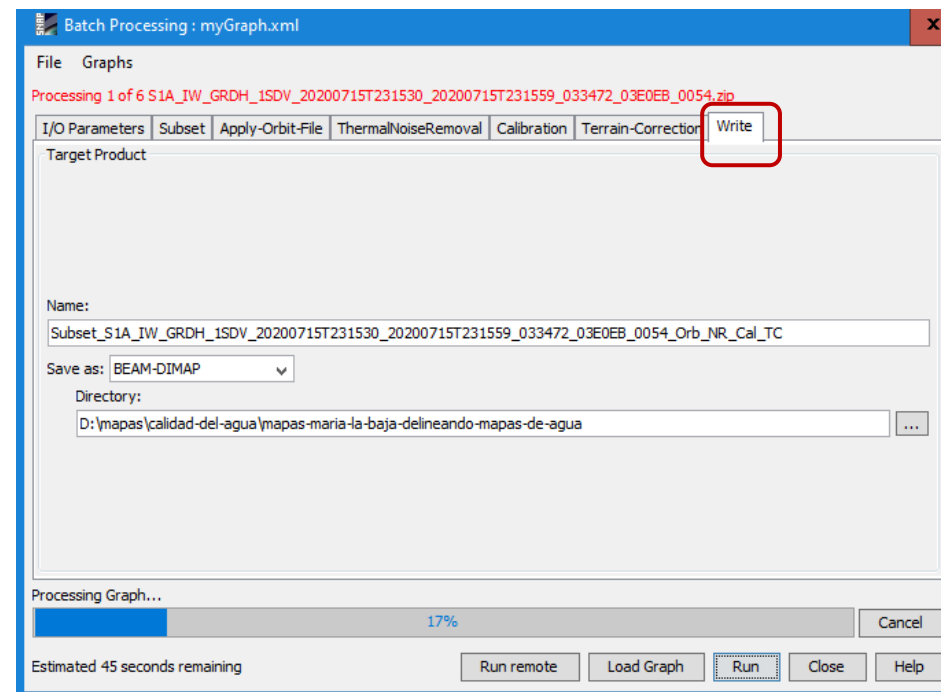 SNAP Batch Processing : myGraph.xml x
File Graphs
Processing 1 of 6 S1A_IW_GRDH_1SDV_20200715T231530_20200715T231559_033472_03E0EB_0054.zip
I/O Parameters Subset Apply-Orbit-File ThermalNoiseRemoval Calibration Terrain-Correction Write
Target Product
Name:
Subset_S1A_IW_GRDH_1SDV_20200715T231530_20200715T231559_033472_03E0EB_0054_Orb_NR_Cal_TC
Save as: BEAM-DIMAP
Directory:
D:\mapas\calidad-del-agua\mapas-maria-la-baja-delineando-mapas-de-agua ...
Processing Graph...
17% Cancel
Estimated 45 seconds remaining Run remote Load Graph Run Close Help